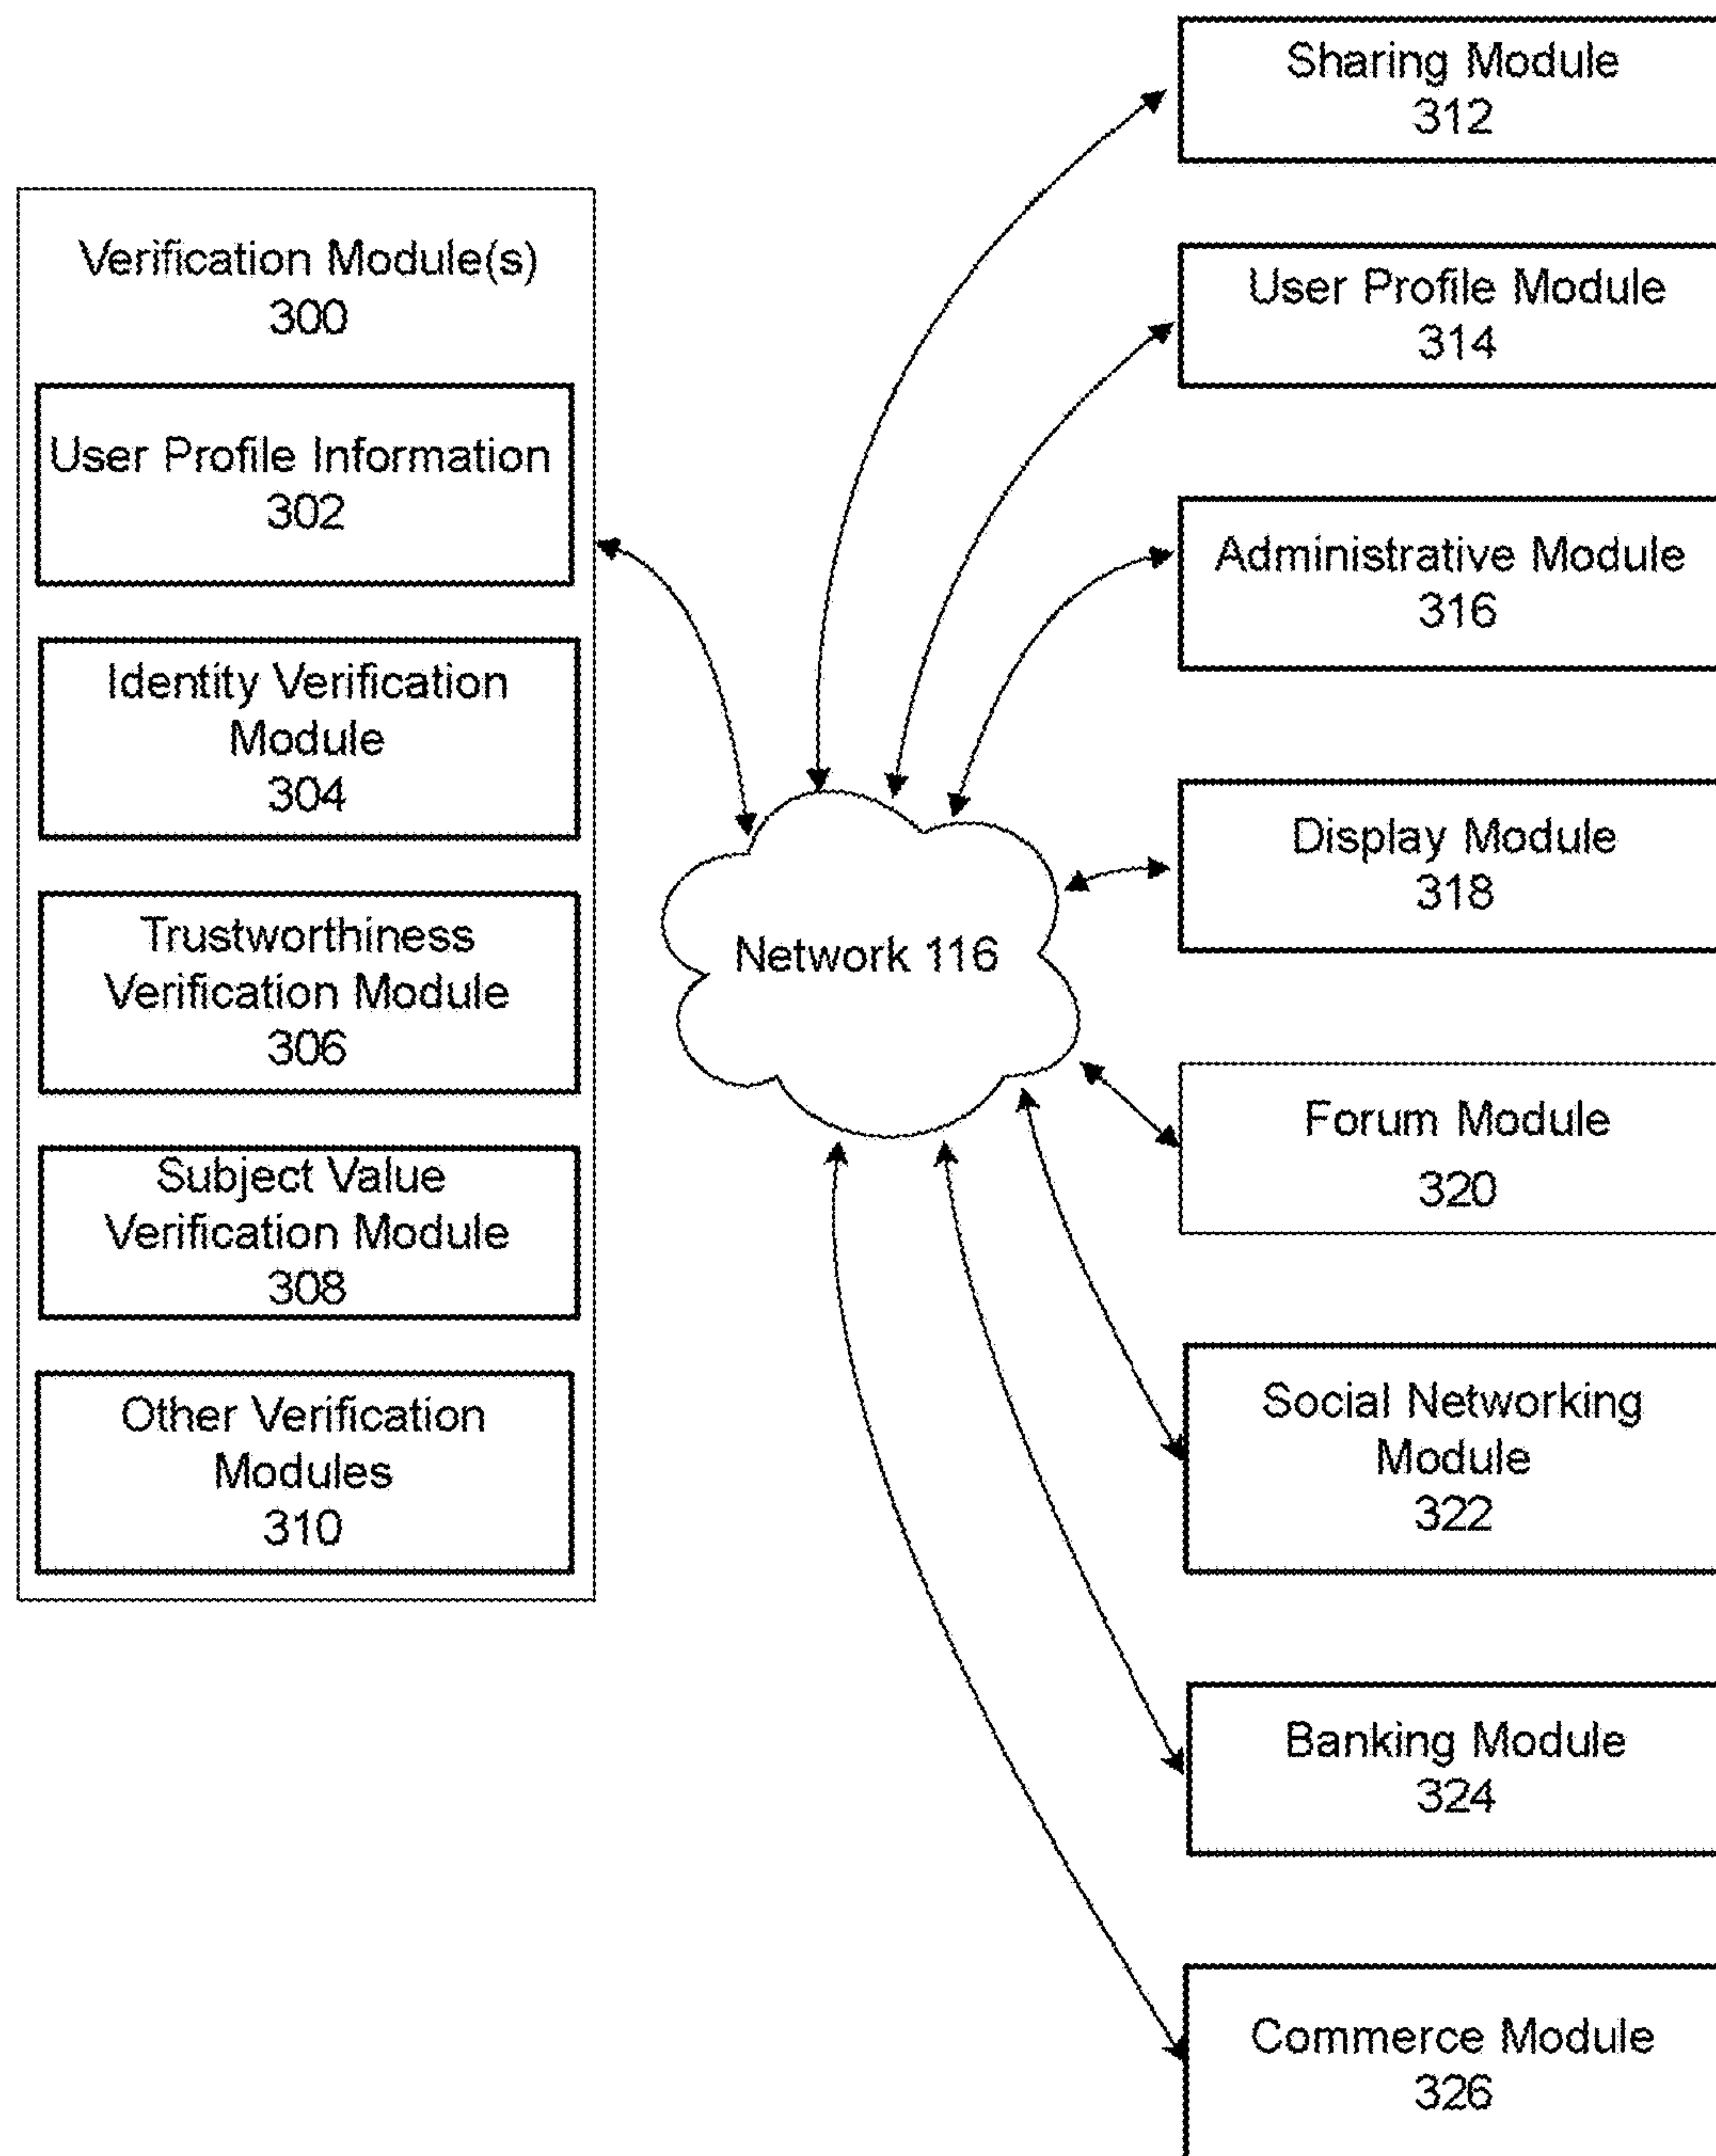 Verification Module(s)
300
User Profile Information
302
Identity Verification
Module
304
Trustworthiness
Verification Module
306
Subject Value
Verification Module
308
Other Verification
Modules
310
Network 116
Sharing Module
312
User Profile Module
314
Administrative Module
316
Display Module
318
Forum Module
320
Social Networking
Module
322
Banking Module
324
Commerce Module
326